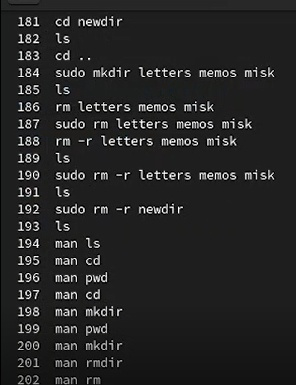 181 cd newdir
182 ls
183 cd ..
184 sudo mkdir letters memos misk
185 ls
186 rm letters memos misk
187 sudo rm letters memos misk
188 rm -r letters memos misk
189 ls
190 sudo rm -r letters memos misk
191 ls
192 sudo rm -r newdir
193 ls
194 man ls
195 man cd
196 man pwd
197 man cd
198 man mkdir
199 man pwd
200 man mkdir
201 man rmdir
202 man rm